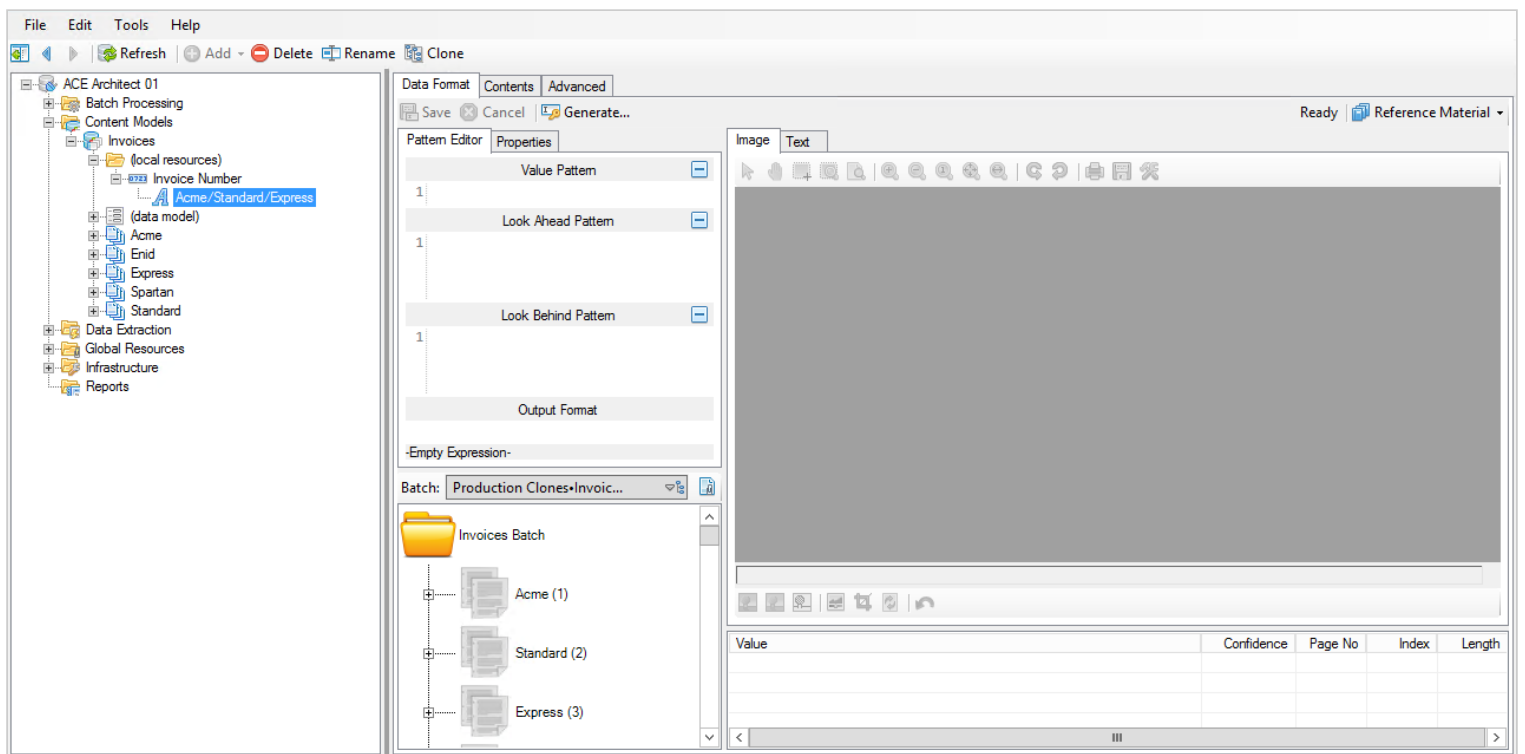 File Edit Tools Help
Refresh Add Delete Rename Clone
ACE Architect 01
Batch Processing
Content Models
Invoices
(local resources)
Invoice Number
Acme/Standard/Express
(data model)
Acme
Enid
Express
Spartan
Standard
Data Extraction
Global Resources
Infrastructure
Reports
Data Format Contents Advanced
Save Cancel Generate... Ready Reference Material
Pattern Editor Properties
Value Pattern
1
Look Ahead Pattern
1
Look Behind Pattern
1
Output Format
-Empty Expression-
Batch: Production Clones•Invoic...
Invoices Batch
Acme (1)
Standard (2)
Express (3)
Image Text
Value Confidence Page No Index Length